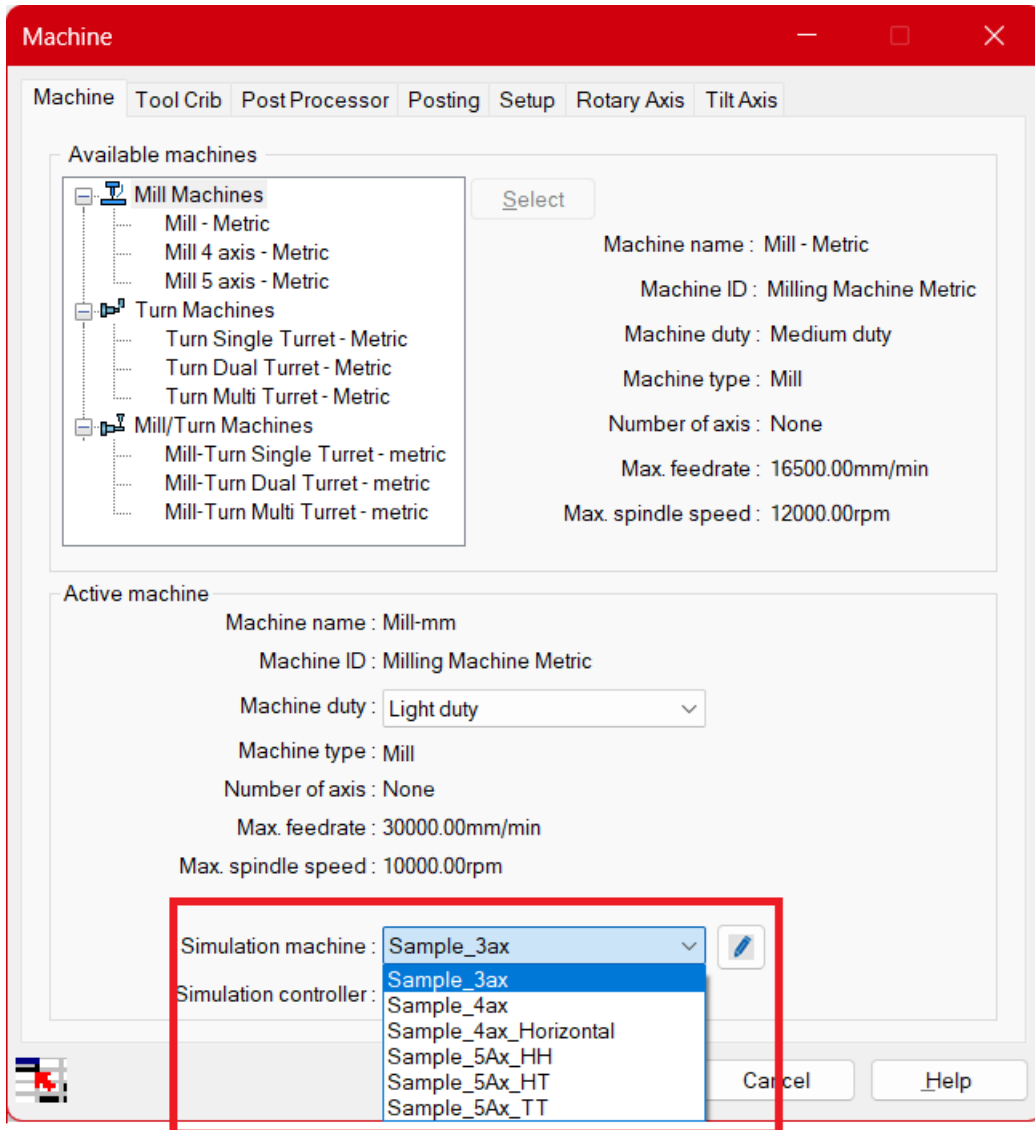 Machine
Machine Tool Crib Post Processor Posting Setup Rotary Axis Tilt Axis
Available machines
Mill Machines
Mill - Metric
Mill 4 axis - Metric
Mill 5 axis - Metric
Turn Machines
Turn Single Turret - Metric
Turn Dual Turret - Metric
Turn Multi Turret - Metric
Mill/Turn Machines
Mill-Turn Single Turret - metric
Mill-Turn Dual Turret - metric
Mill-Turn Multi Turret - metric
Select
Machine name : Mill - Metric
Machine ID : Milling Machine Metric
Machine duty : Medium duty
Machine type : Mill
Number of axis : None
Max. feedrate : 16500.00mm/min
Max. spindle speed : 12000.00rpm
Active machine
Machine name : Mill-mm
Machine ID : Milling Machine Metric
Machine duty : Light duty
Machine type : Mill
Number of axis : None
Max. feedrate : 30000.00mm/min
Max. spindle speed : 10000.00rpm
Simulation machine : Sample_3ax
Simulation controller :
Sample_3ax
Sample_4ax
Sample_4ax_Horizontal
Sample_5Ax_HH
Sample_5Ax_HT
Sample_5Ax_TT
Cancel Help